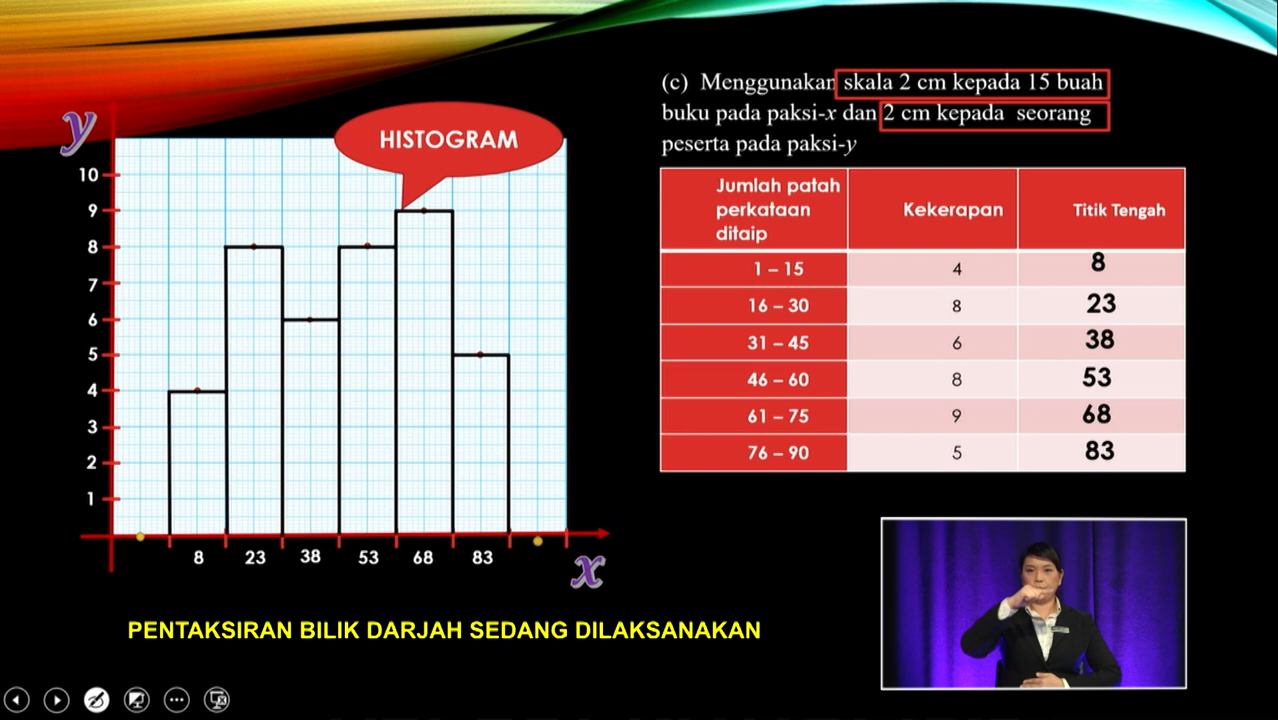 (c) Menggunakan skala 2 cm kepada 15 buah
buku pada paksi-x dan 2 cm kepada seorang
peserta pada paksi-y
y
HISTOGRAM
10
9
8
7
6
5
4
3
2
1
8 23 38 53 68 83
x
Jumlah patah perkataan ditaip Kekerapan Titik Tengah
1 – 15 4 8
16 – 30 8 23
31 – 45 6 38
46 – 60 8 53
61 – 75 9 68
76 – 90 5 83
PENTAKSIRAN BILIK DARJAH SEDANG DILAKSANAKAN